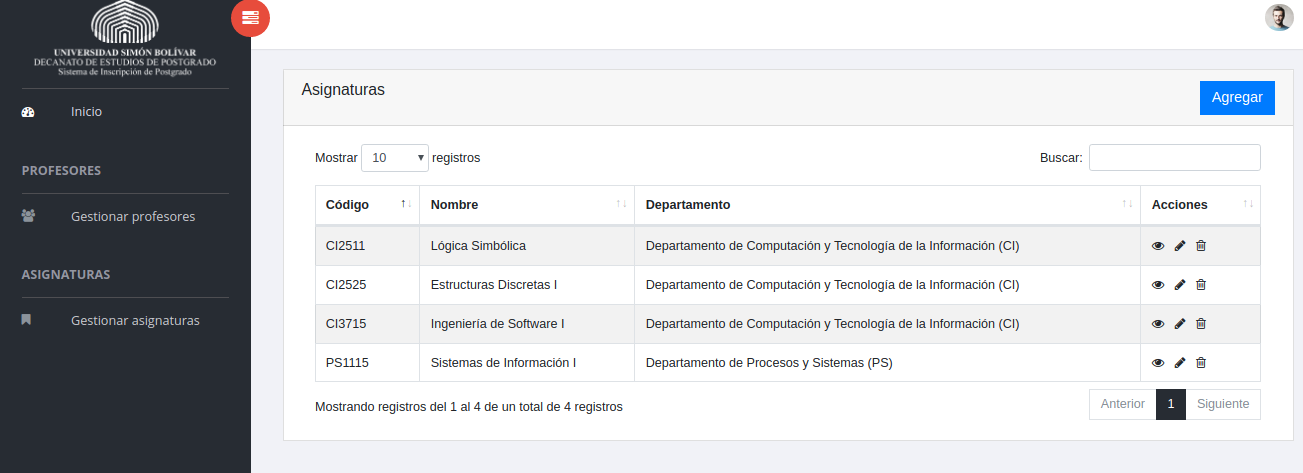 UNIVERSIDAD SIMÓN BOLÍVAR
DECANATO DE ESTUDIOS DE POSTGRADO
Sistema de Inscripción de Postgrado
Inicio
PROFESORES
Gestionar profesores
ASIGNATURAS
Gestionar asignaturas
Asignaturas
Agregar
Mostrar 10 registros
Buscar:
Código Nombre Departamento Acciones
CI2511 Lógica Simbólica Departamento de Computación y Tecnología de la Información (CI)
CI2525 Estructuras Discretas I Departamento de Computación y Tecnología de la Información (CI)
CI3715 Ingeniería de Software I Departamento de Computación y Tecnología de la Información (CI)
PS1115 Sistemas de Información I Departamento de Procesos y Sistemas (PS)
Mostrando registros del 1 al 4 de un total de 4 registros
Anterior 1 Siguiente